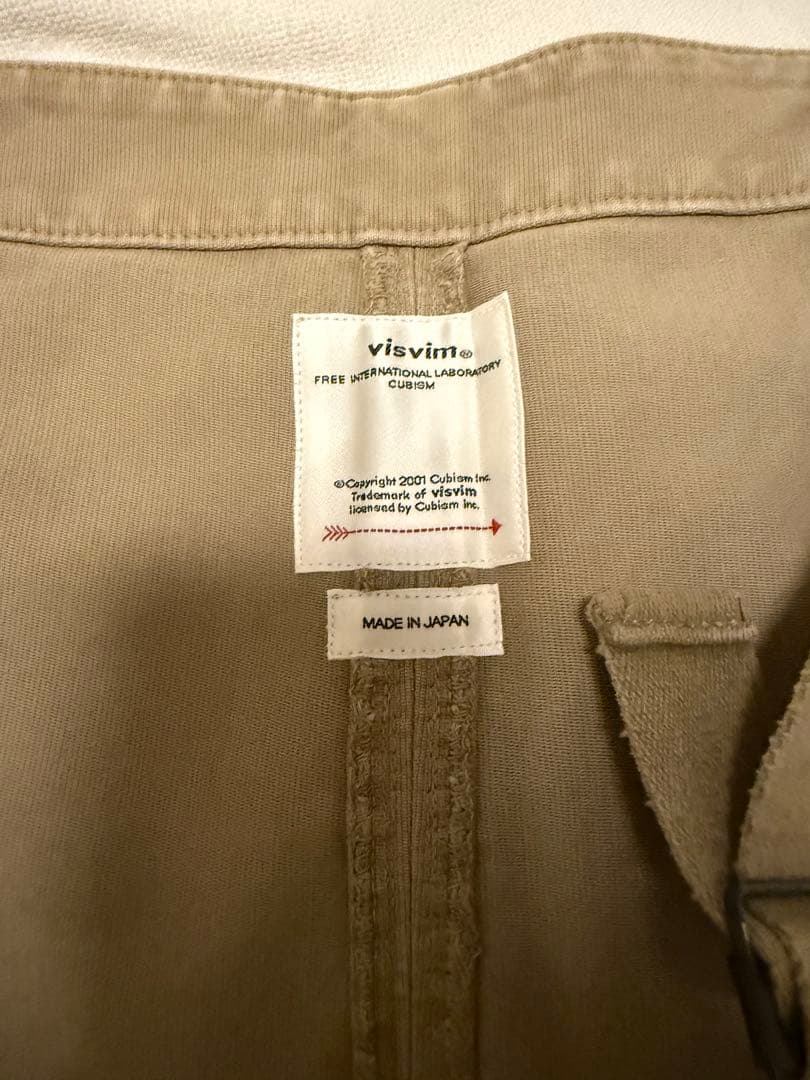 visvim®
FREE INTERNATIONAL LABORATORY
CUBISM
©Copyright 2001 Cubism Inc.
Trademark of visvim
licensed by Cubism inc.
MADE IN JAPAN